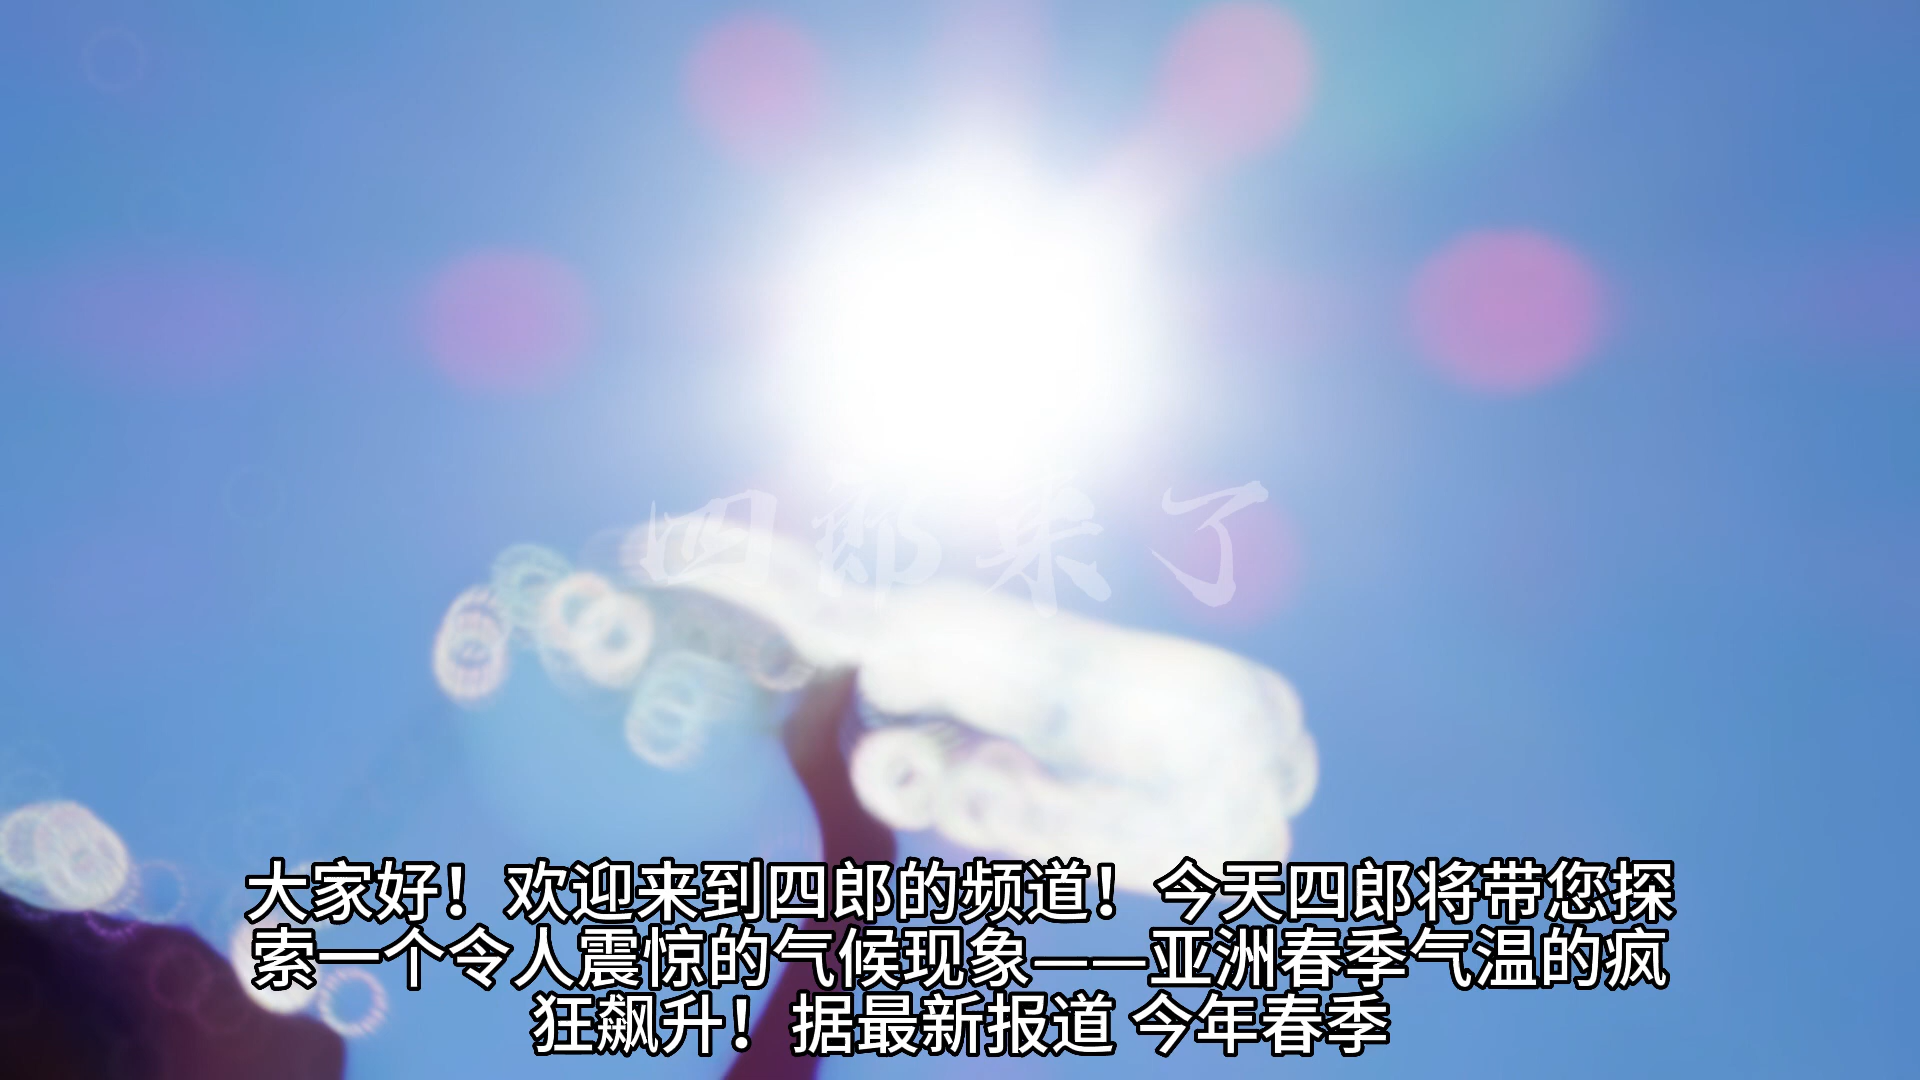 四郎来了
大家好！欢迎来到四郎的频道！今天四郎将带您探
索一个令人震惊的气候现象——亚洲春季气温的疯
狂飙升！据最新报道 今年春季